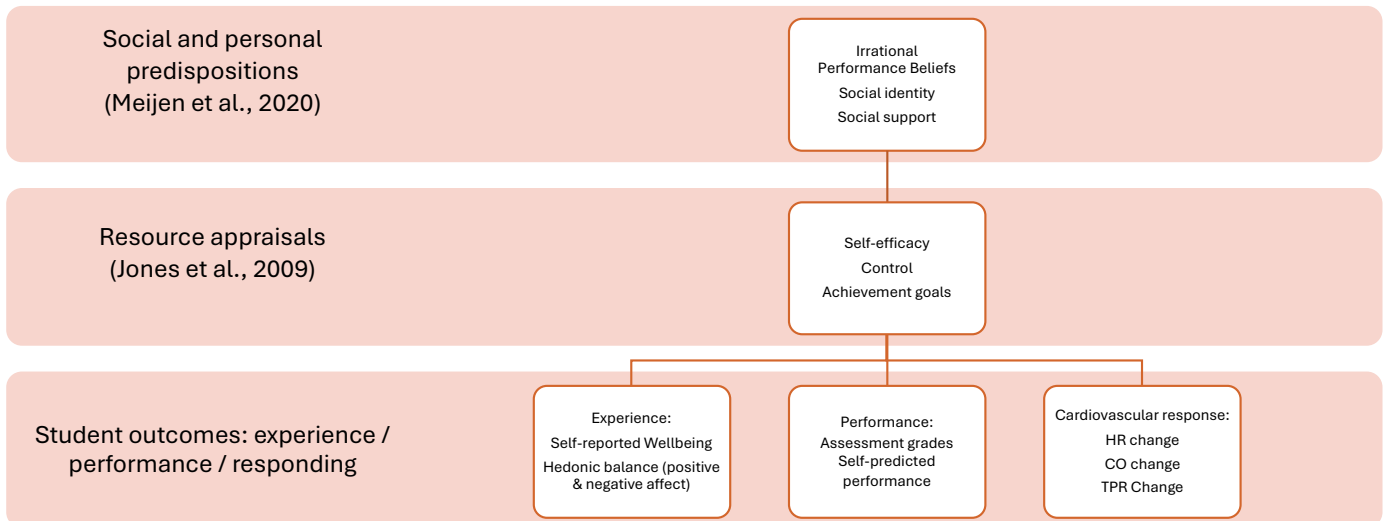 Social and personal
predispositions
(Meijen et al., 2020)
Irrational
Performance Beliefs
Social identity
Social support
Resource appraisals
(Jones et al., 2009)
Self-efficacy
Control
Achievement goals
Student outcomes: experience /
performance / responding
Experience:
Self-reported Wellbeing
Hedonic balance (positive
& negative affect)
Performance:
Assessment grades
Self-predicted
performance
Cardiovascular response:
HR change
CO change
TPR Change